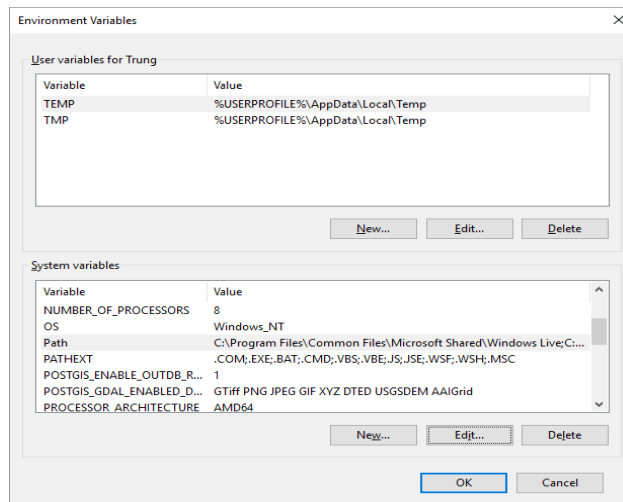 Environment Variables
User variables for Trung
Variable Value
TEMP %USERPROFILE%\AppData\Local\Temp
TMP %USERPROFILE%\AppData\Local\Temp
New... Edit... Delete
System variables
Variable Value
NUMBER_OF_PROCESSORS 8
OS Windows_NT
Path C:\Program Files\Common Files\Microsoft Shared\Windows Live;C:...
PATHEXT .COM;.EXE;.BAT;.CMD;.VBS;.VBE;.JS;.JSE;.WSF;.WSH;.MSC
POSTGIS_ENABLE_OUTDB_R... 1
POSTGIS_GDAL_ENABLED_D... GTiff PNG JPEG GIF XYZ DTED USGSDEM AAIGrid
PROCESSOR_ARCHITECTURE AMD64
New... Edit... Delete
OK Cancel